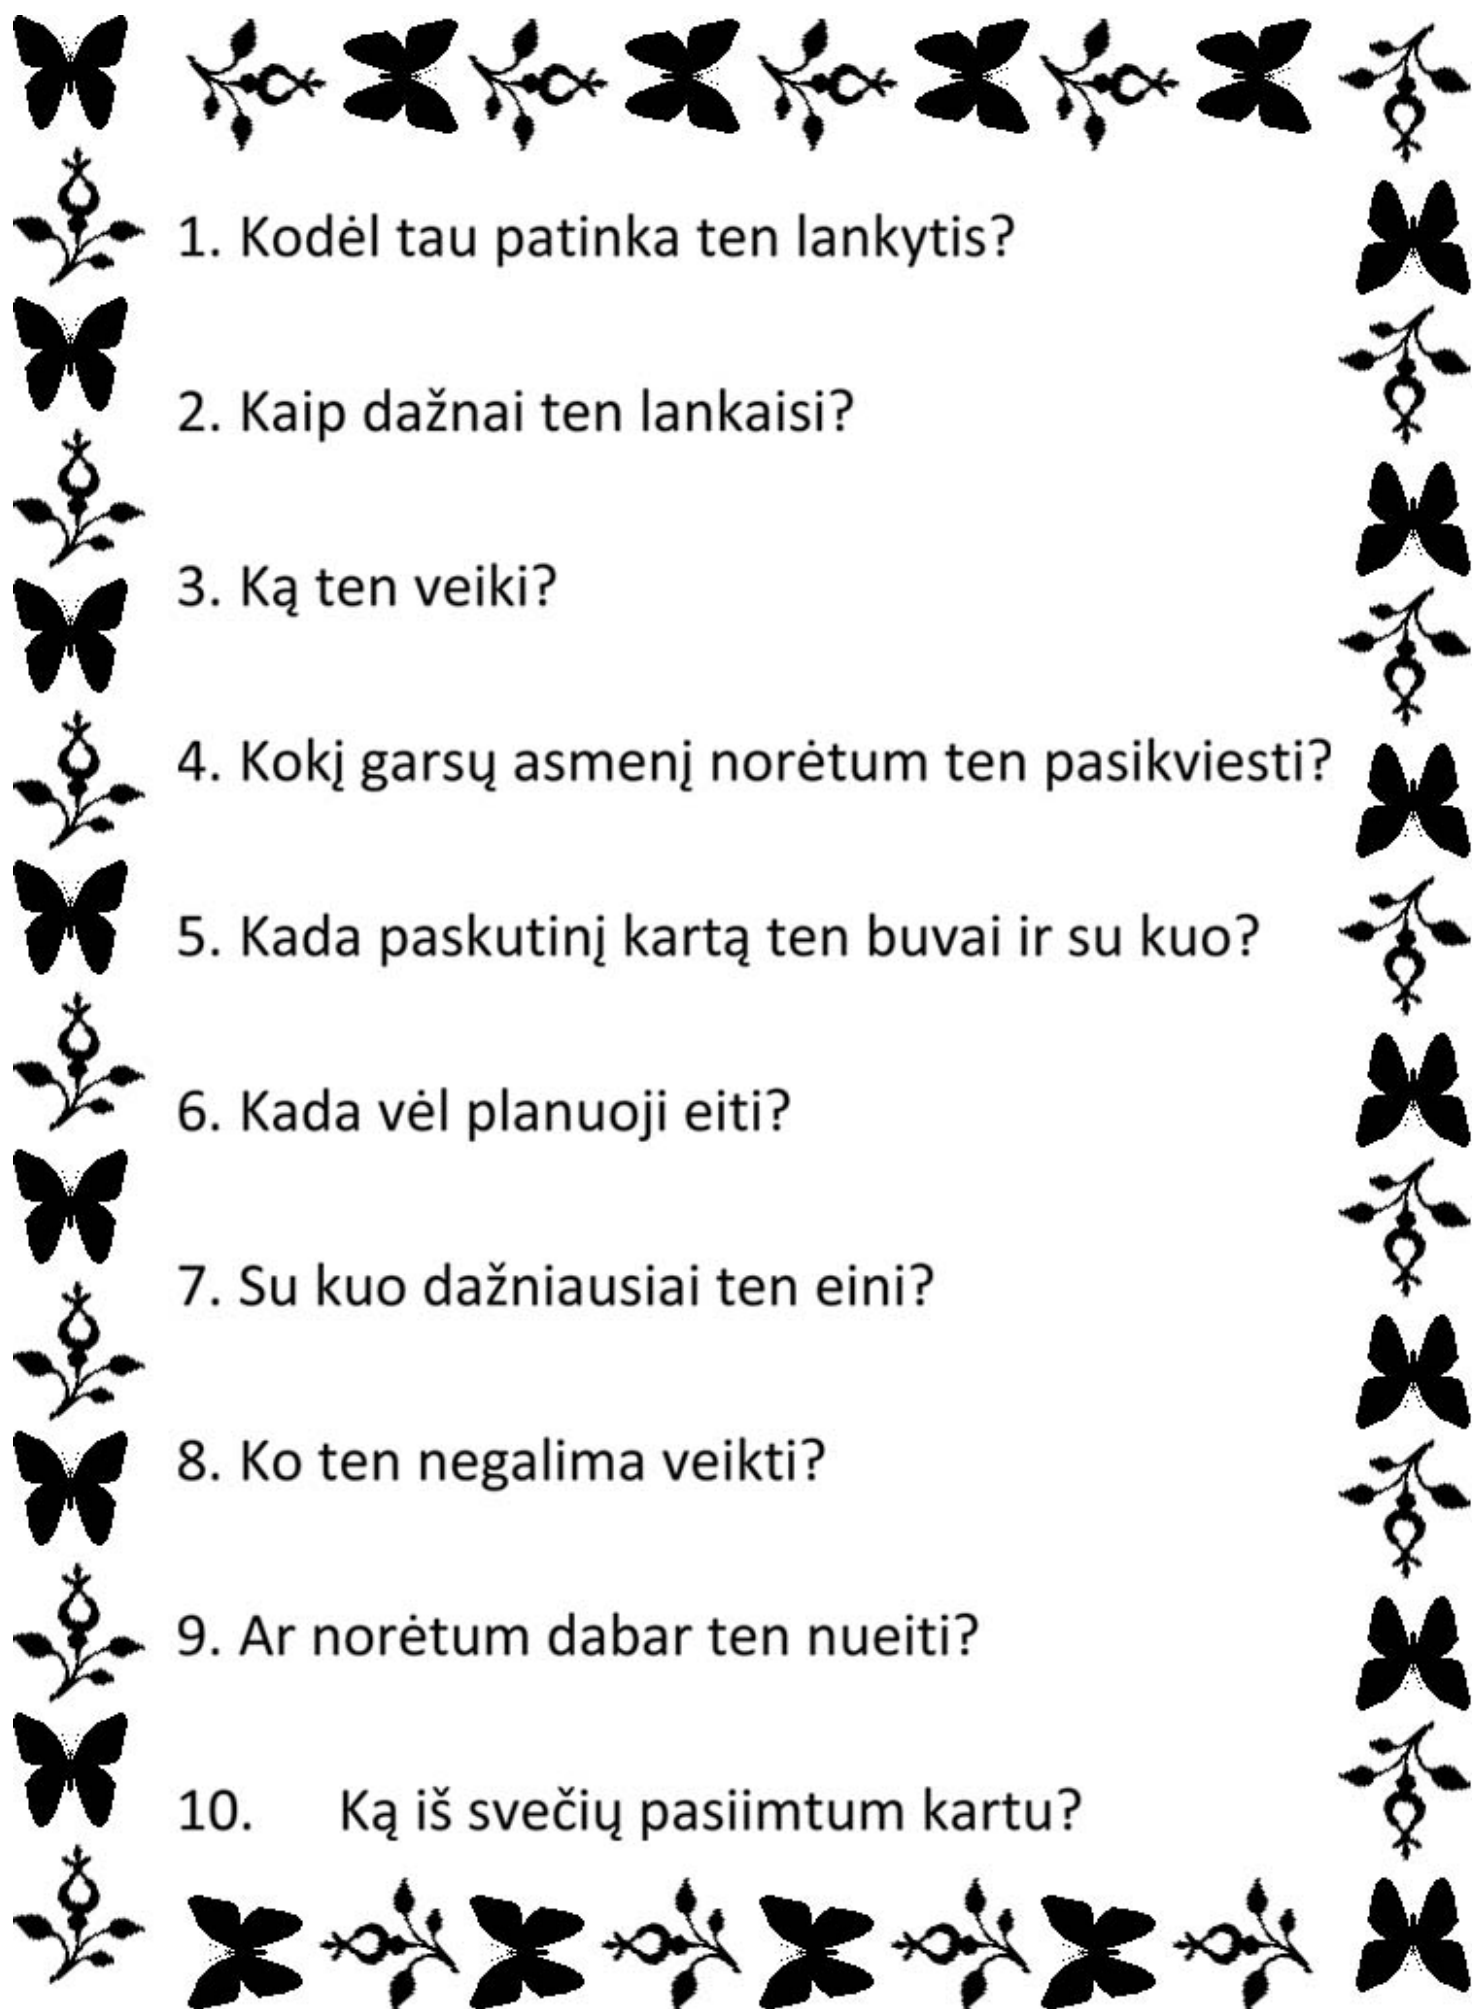 1. Kodėl tau patinka ten lankytis?
2. Kaip dažnai ten lankaisi?
3. Ką ten veiki?
4. Kokį garsų asmenį norėtum ten pasikviesti?
5. Kada paskutinį kartą ten buvai ir su kuo?
6. Kada vėl planuoji eiti?
7. Su kuo dažniausiai ten eini?
8. Ko ten negalima veikti?
9. Ar norėtum dabar ten nueiti?
10. Ką iš svečių pasiimtum kartu?